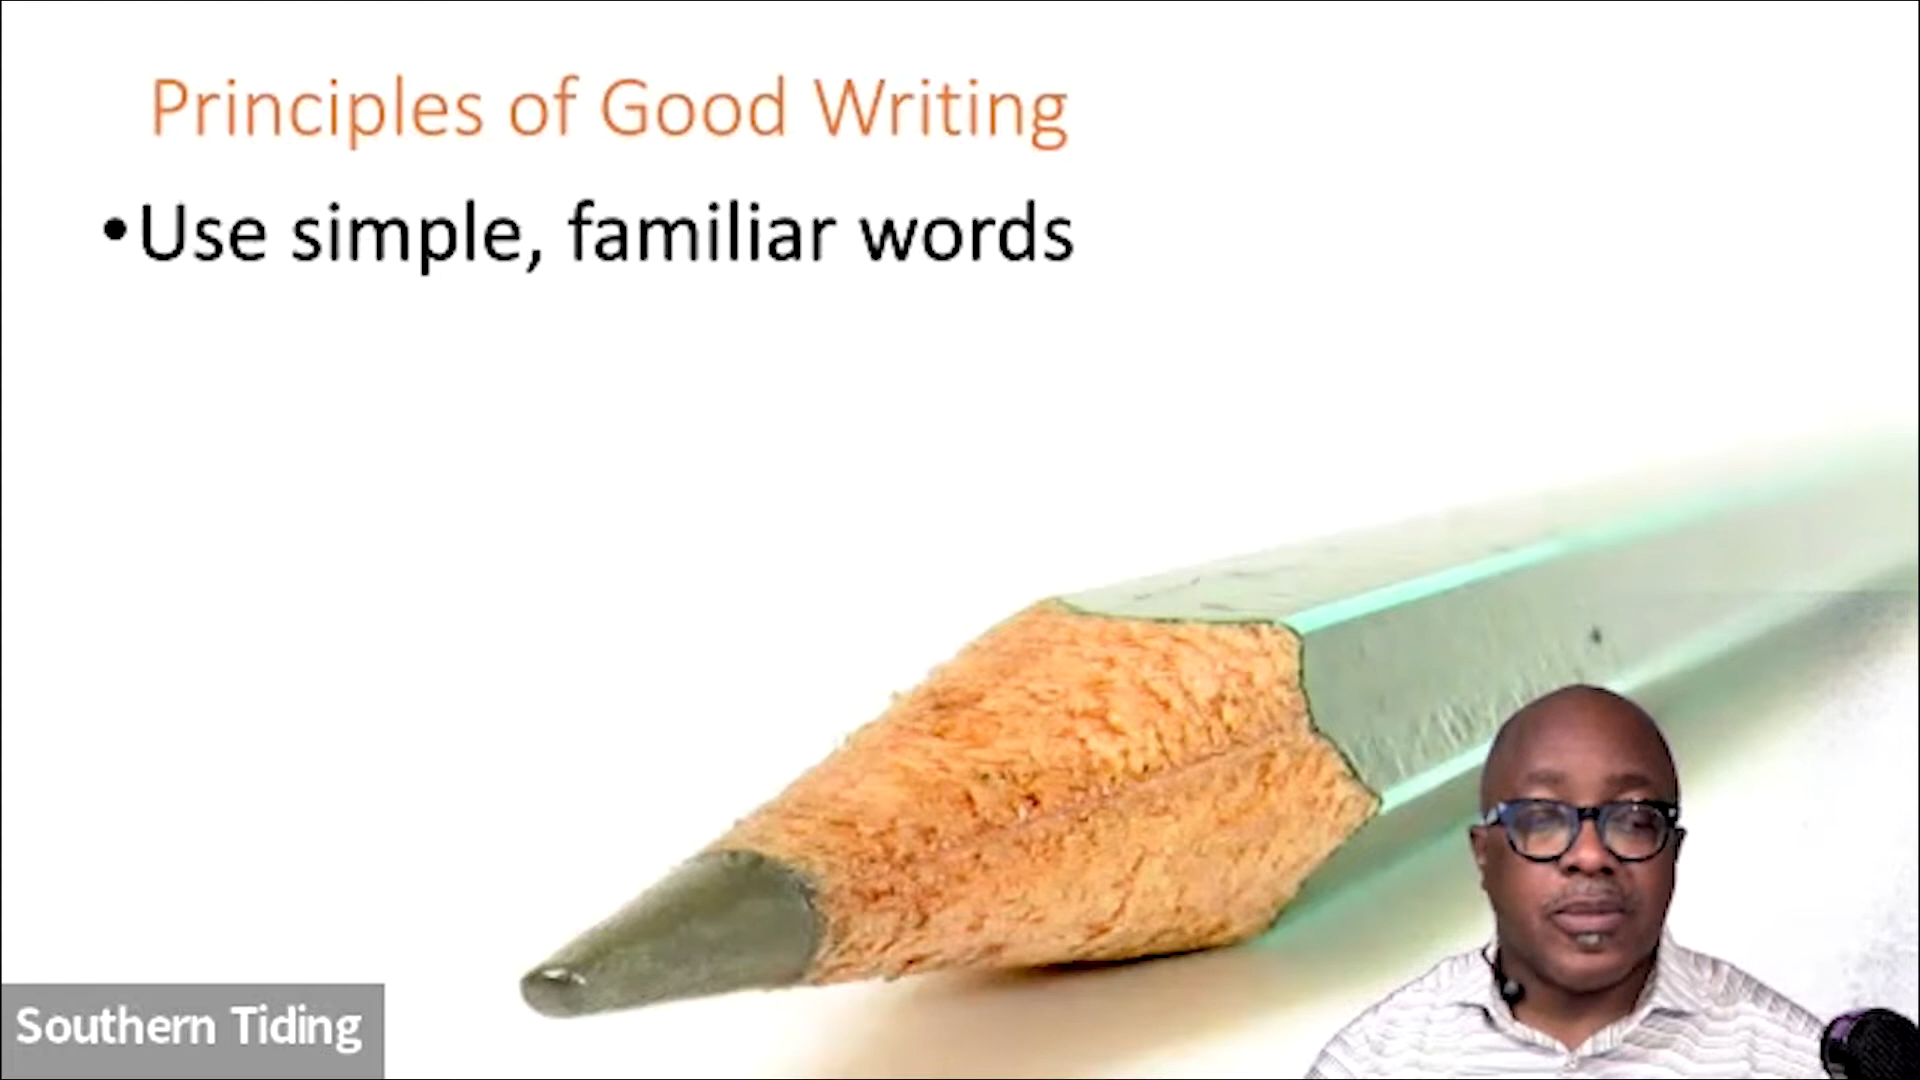 Principles of Good Writing
•Use simple, familiar words
Southern Tiding